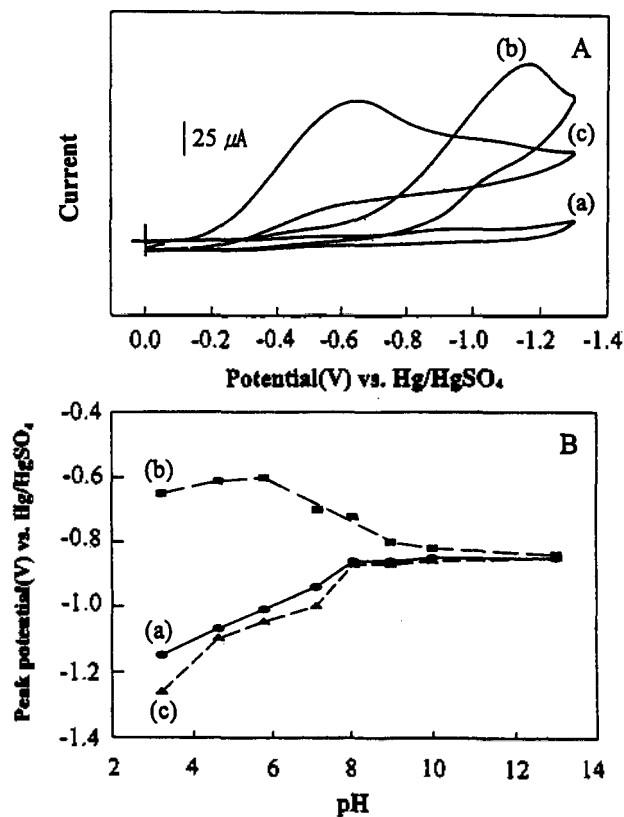 A
(b)
25 μA
(c)
(a)
Current
0.0 -0.2 -0.4 -0.6 -0.8 -1.0 -1.2 -1.4
Potential(V) vs. Hg/HgSO₄
B
-0.4
-0.6
-0.8
-1.0
-1.2
-1.4
(b)
(a)
(c)
Peak potential(V) vs. Hg/HgSO₄
2 4 6 8 10 12 14
pH